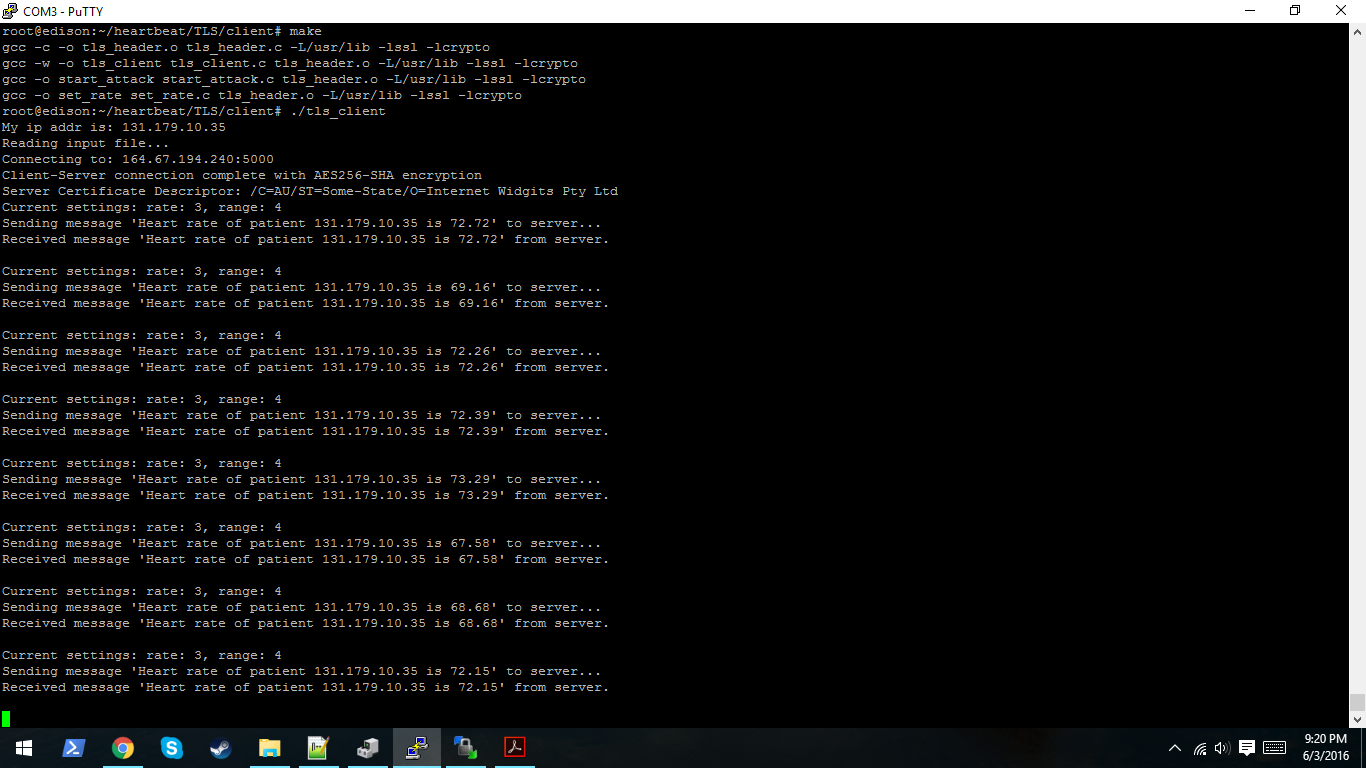 COM3 - PuTTY
root@edison:~/heartbeat/TLS/client# make
gcc -c -o tls_header.o tls_header.c -L/usr/lib -lssl -lcrypto
gcc -w -o tls_client tls_client.c tls_header.o -L/usr/lib -lssl -lcrypto
gcc -o start_attack start_attack.c tls_header.o -L/usr/lib -lssl -lcrypto
gcc -o set_rate set_rate.c tls_header.o -L/usr/lib -lssl -lcrypto
root@edison:~/heartbeat/TLS/client# ./tls_client
My ip addr is: 131.179.10.35
Reading input file...
Connecting to: 164.67.194.240:5000
Client-Server connection complete with AES256-SHA encryption
Server Certificate Descriptor: /C=AU/ST=Some-State/O=Internet Widgits Pty Ltd
Current settings: rate: 3, range: 4
Sending message 'Heart rate of patient 131.179.10.35 is 72.72' to server...
Received message 'Heart rate of patient 131.179.10.35 is 72.72' from server.
Current settings: rate: 3, range: 4
Sending message 'Heart rate of patient 131.179.10.35 is 69.16' to server...
Received message 'Heart rate of patient 131.179.10.35 is 69.16' from server.
Current settings: rate: 3, range: 4
Sending message 'Heart rate of patient 131.179.10.35 is 72.26' to server...
Received message 'Heart rate of patient 131.179.10.35 is 72.26' from server.
Current settings: rate: 3, range: 4
Sending message 'Heart rate of patient 131.179.10.35 is 72.39' to server...
Received message 'Heart rate of patient 131.179.10.35 is 72.39' from server.
Current settings: rate: 3, range: 4
Sending message 'Heart rate of patient 131.179.10.35 is 73.29' to server...
Received message 'Heart rate of patient 131.179.10.35 is 73.29' from server.
Current settings: rate: 3, range: 4
Sending message 'Heart rate of patient 131.179.10.35 is 67.58' to server...
Received message 'Heart rate of patient 131.179.10.35 is 67.58' from server.
Current settings: rate: 3, range: 4
Sending message 'Heart rate of patient 131.179.10.35 is 68.68' to server...
Received message 'Heart rate of patient 131.179.10.35 is 68.68' from server.
Current settings: rate: 3, range: 4
Sending message 'Heart rate of patient 131.179.10.35 is 72.15' to server...
Received message 'Heart rate of patient 131.179.10.35 is 72.15' from server.
9:20 PM
6/3/2016